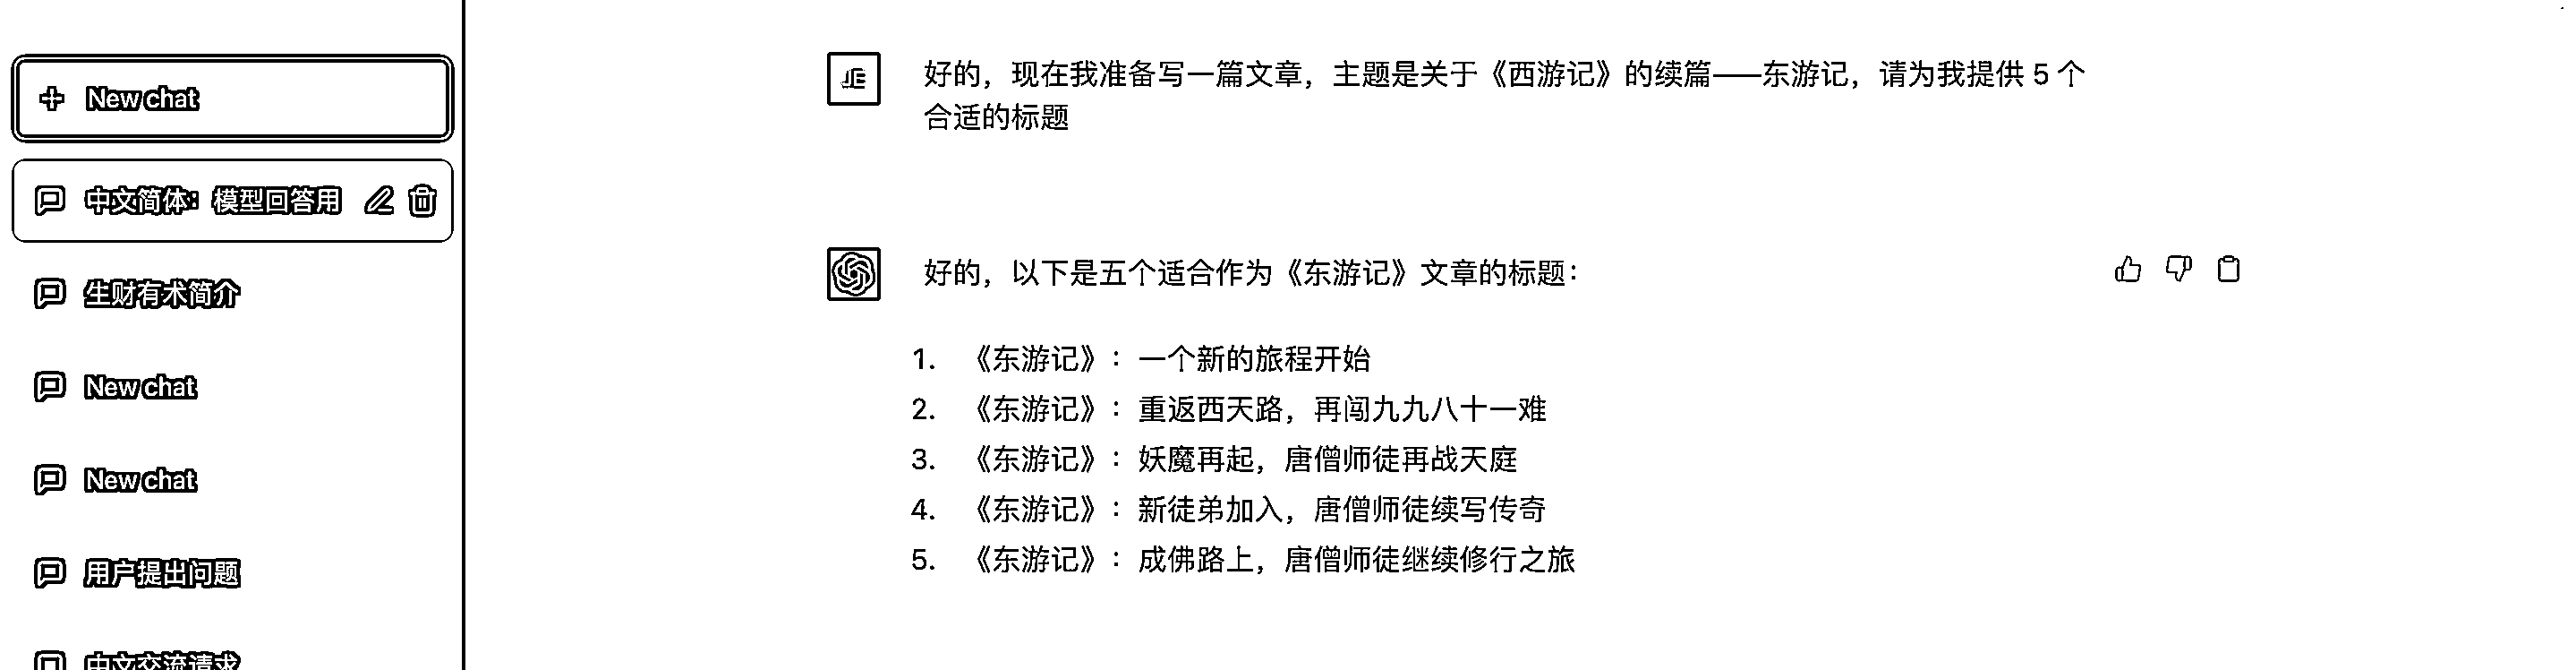 New chat
中文简体：模型回答用
生财有术简介
New chat
New chat
用户提出问题
中文交流请求
好的，现在我准备写一篇文章，主题是关于《西游记》的续篇——东游记，请为我提供 5 个
合适的标题
好的，以下是五个适合作为《东游记》文章的标题：
1. 《东游记》：一个新的旅程开始
2. 《东游记》：重返西天路，再闯九九八十一难
3. 《东游记》：妖魔再起，唐僧师徒再战天庭
4. 《东游记》：新徒弟加入，唐僧师徒续写传奇
5. 《东游记》：成佛路上，唐僧师徒继续修行之旅